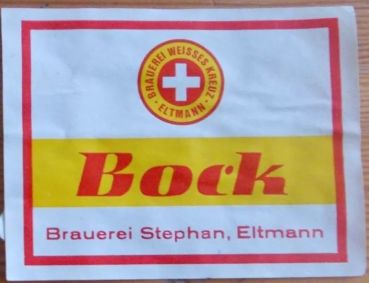 BRAUEREI WEISSES KREUZ
- ELTMANN -
Bock
Brauerei Stephan, Eltmann